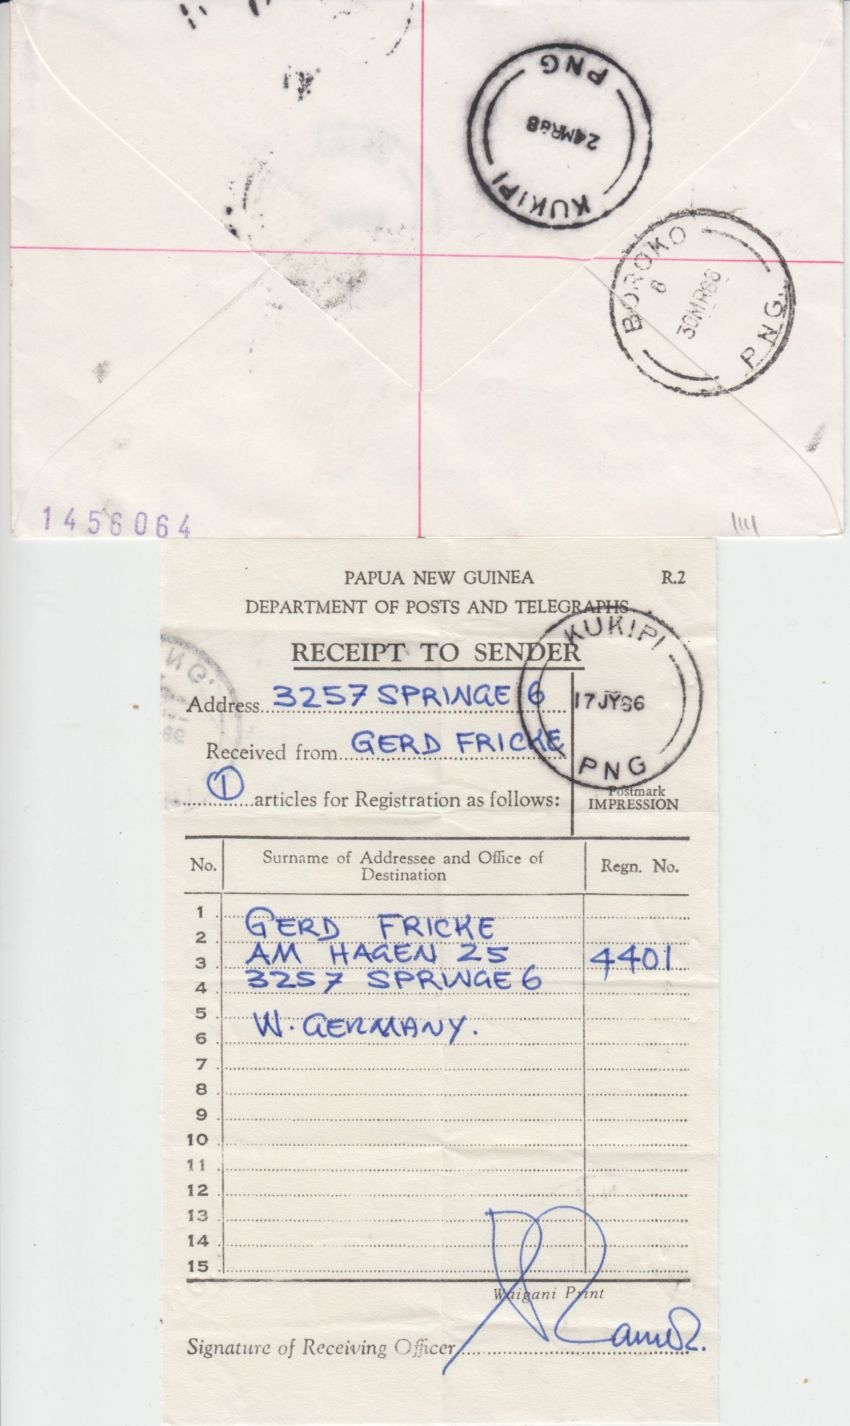 KUKIPI
PNG
24MR88
BOROKO
8
30MR88
P.N.G.
1456064
PAPUA NEW GUINEA R.2
DEPARTMENT OF POSTS AND TELEGRAPHS
RECEIPT TO SENDER
KUKIPI
17JY86
PNG
Address 3257 SPRINGE 6
Received from GERD FRICKE
1 articles for Registration as follows:
Postmark
IMPRESSION
No. Surname of Addressee and Office of Destination Regn. No.
1
GERD FRICKE
2
AM HAGEN 25
3 4401
3257 SPRINGE 6
4
5
W. GERMANY.
6
7
8
9
10
11
12
13
14
15
Waigani Print
Signature of Receiving Officer